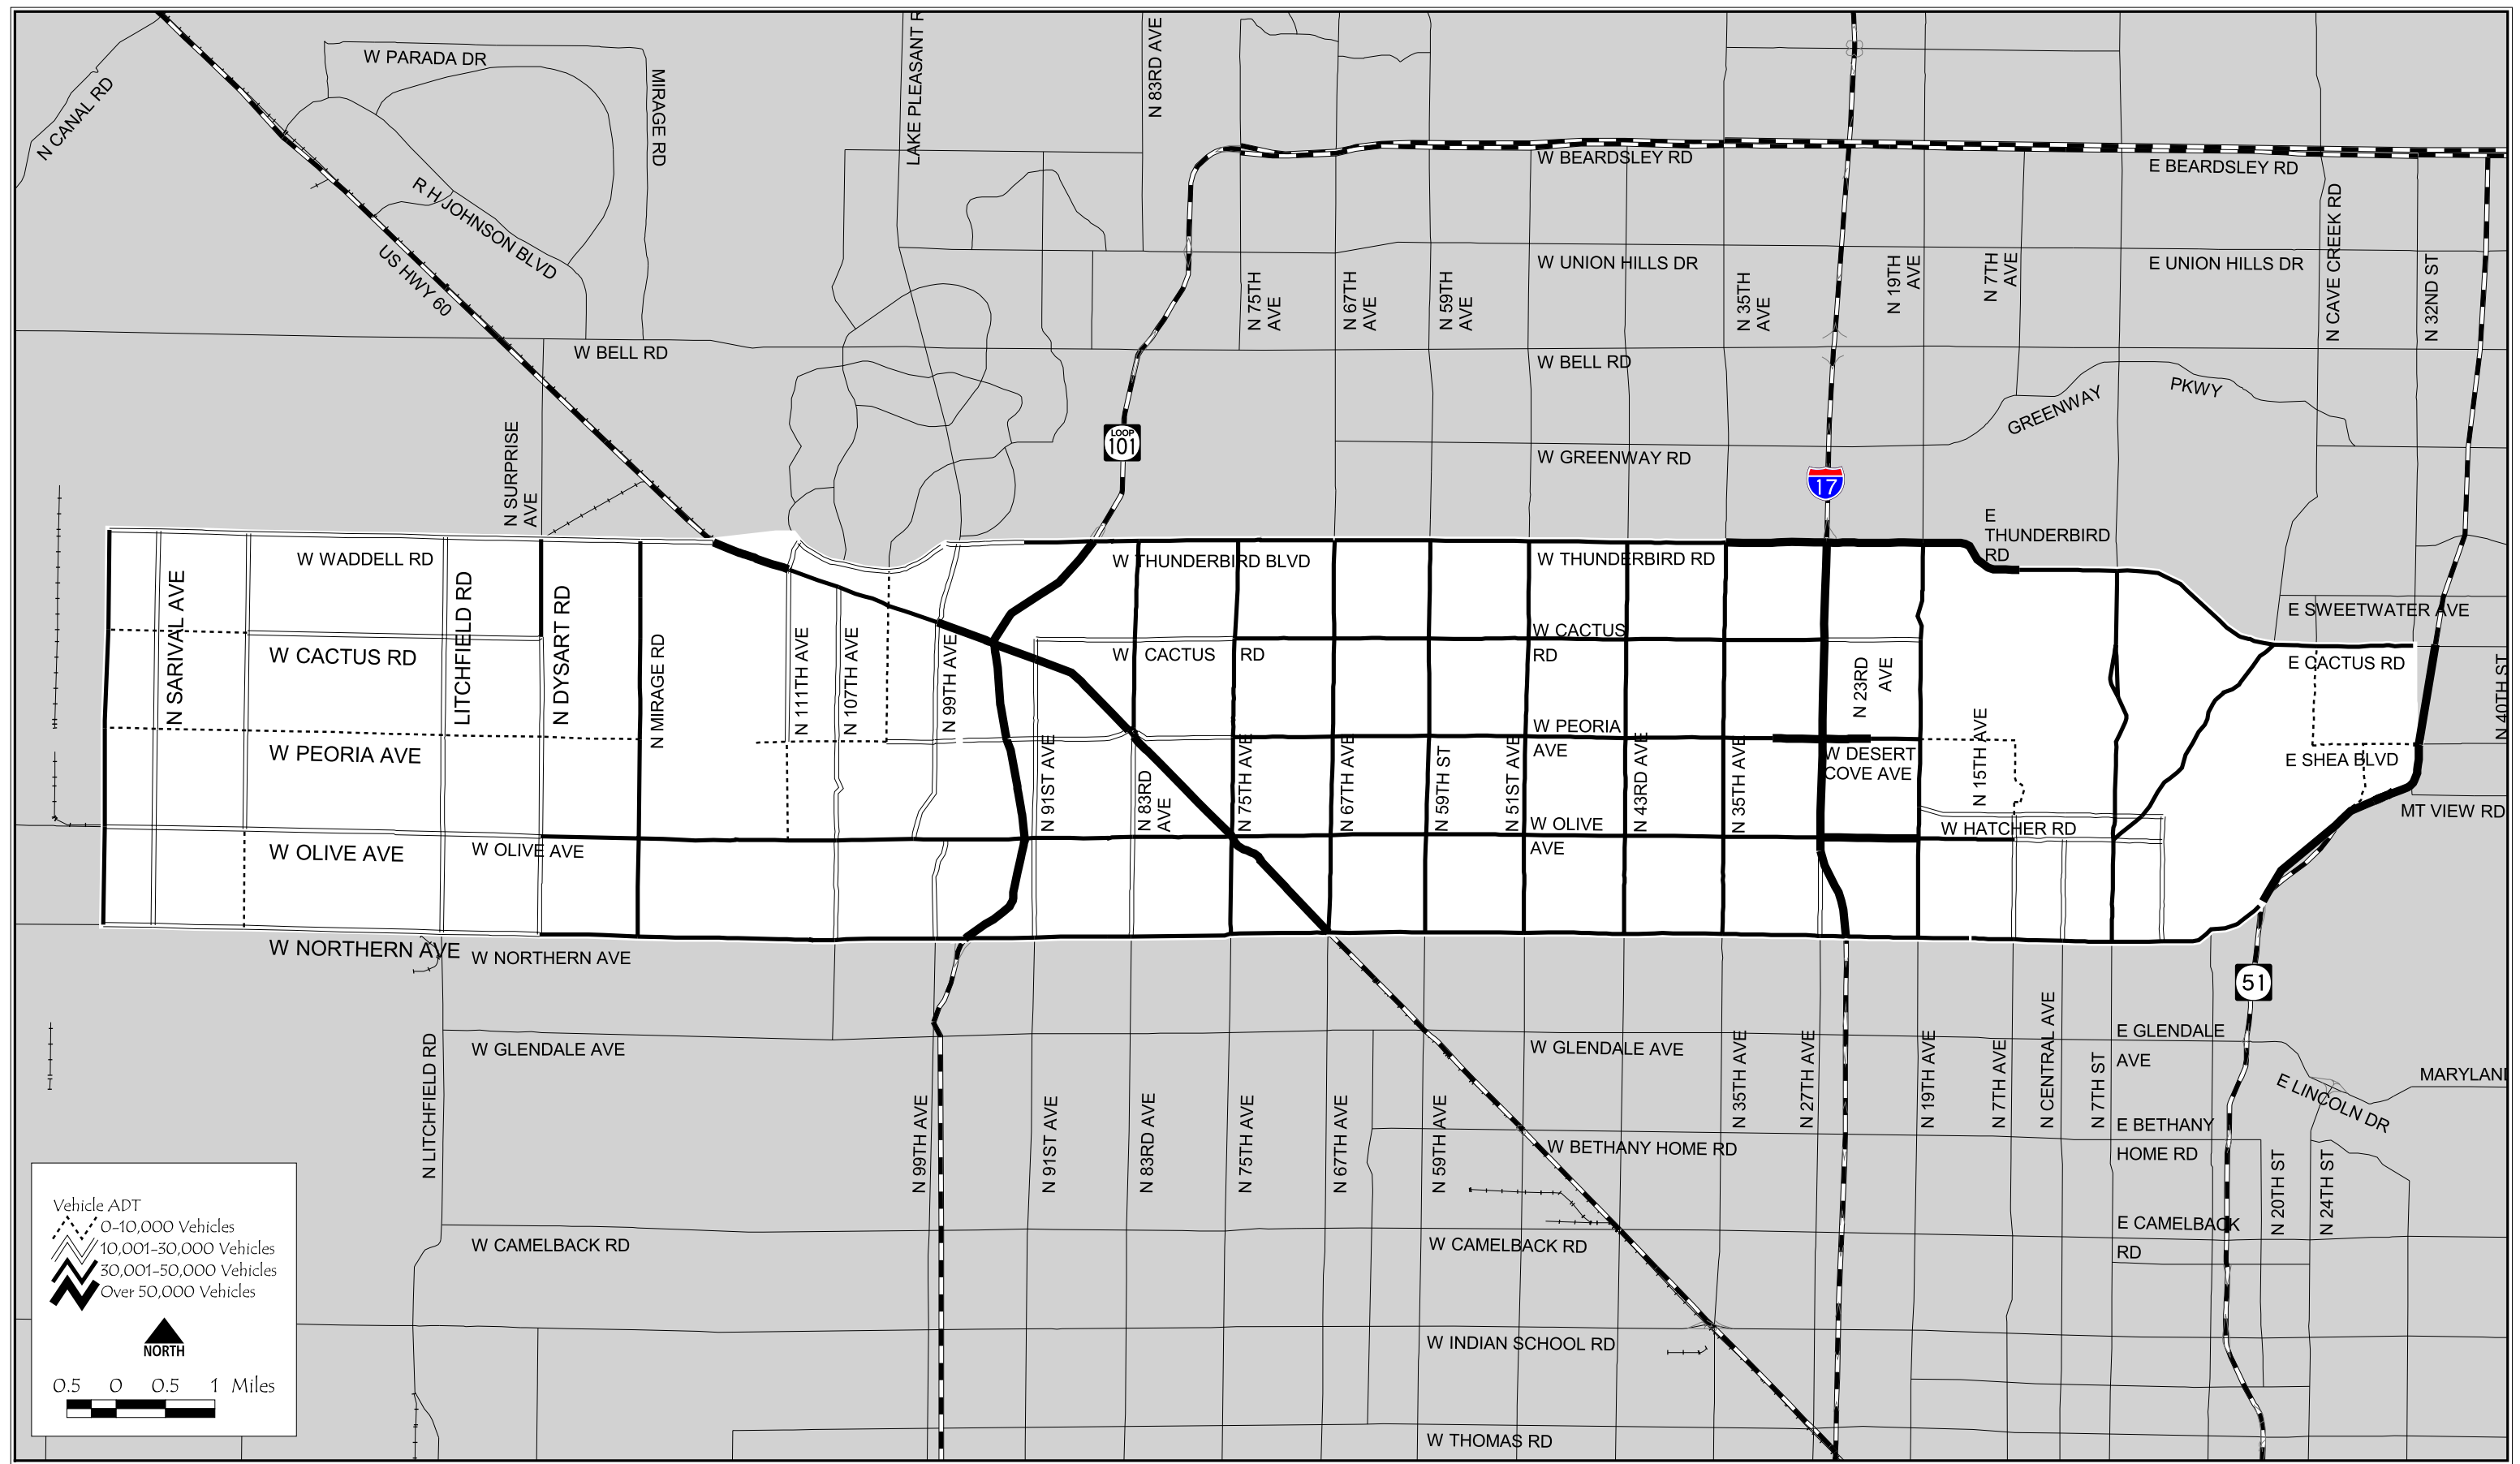 W PARADA DR
N CANAL RD
MIRAGE RD
LAKE PLEASANT R
N 83RD AVE
R H JOHNSON BLVD
US HWY 60
W BEARDSLEY RD
E BEARDSLEY RD
W UNION HILLS DR
E UNION HILLS DR
N 75TH
AVE
N 67TH
AVE
N 59TH
AVE
N 35TH
AVE
N 19TH
AVE
N 7TH
AVE
N CAVE CREEK RD
N 32ND ST
W BELL RD
W BELL RD
GREENWAY
PKWY
LOOP
101
W GREENWAY RD
17
N SURPRISE
AVE
E
THUNDERBIRD
RD
W WADDELL RD
W THUNDERBIRD BLVD
W THUNDERBIRD RD
N SARIVAL AVE
LITCHFIELD RD
N DYSART RD
N MIRAGE RD
N 111TH AVE
N 107TH AVE
N 99TH AVE
E SWEETWATER AVE
W CACTUS RD
W CACTUS RD
W CACTUS
RD
E CACTUS RD
N 23RD
AVE
N 40TH ST
W PEORIA AVE
W PEORIA
AVE
W DESERT
COVE AVE
N 15TH AVE
E SHEA BLVD
N 91ST AVE
N 83RD
AVE
N 75TH AVE
N 67TH AVE
N 59TH ST
N 51ST AVE
N 43RD AVE
N 35TH AVE
MT VIEW RD
W OLIVE AVE
W OLIVE AVE
W OLIVE
AVE
W HATCHER RD
W NORTHERN AVE
W NORTHERN AVE
51
N LITCHFIELD RD
W GLENDALE AVE
W GLENDALE AVE
E GLENDALE
AVE
N 35TH AVE
N 27TH AVE
N 19TH AVE
N 7TH AVE
N CENTRAL AVE
N 7TH ST
E LINCOLN DR
MARYLAN
N 99TH AVE
N 91ST AVE
N 83RD AVE
N 75TH AVE
N 67TH AVE
N 59TH AVE
W BETHANY HOME RD
E BETHANY
HOME RD
N 20TH ST
N 24TH ST
W CAMELBACK RD
W CAMELBACK RD
E CAMELBACK
RD
W INDIAN SCHOOL RD
W THOMAS RD
Vehicle ADT
0-10,000 Vehicles
10,001-30,000 Vehicles
30,001-50,000 Vehicles
Over 50,000 Vehicles
NORTH
0.5 0 0.5 1 Miles